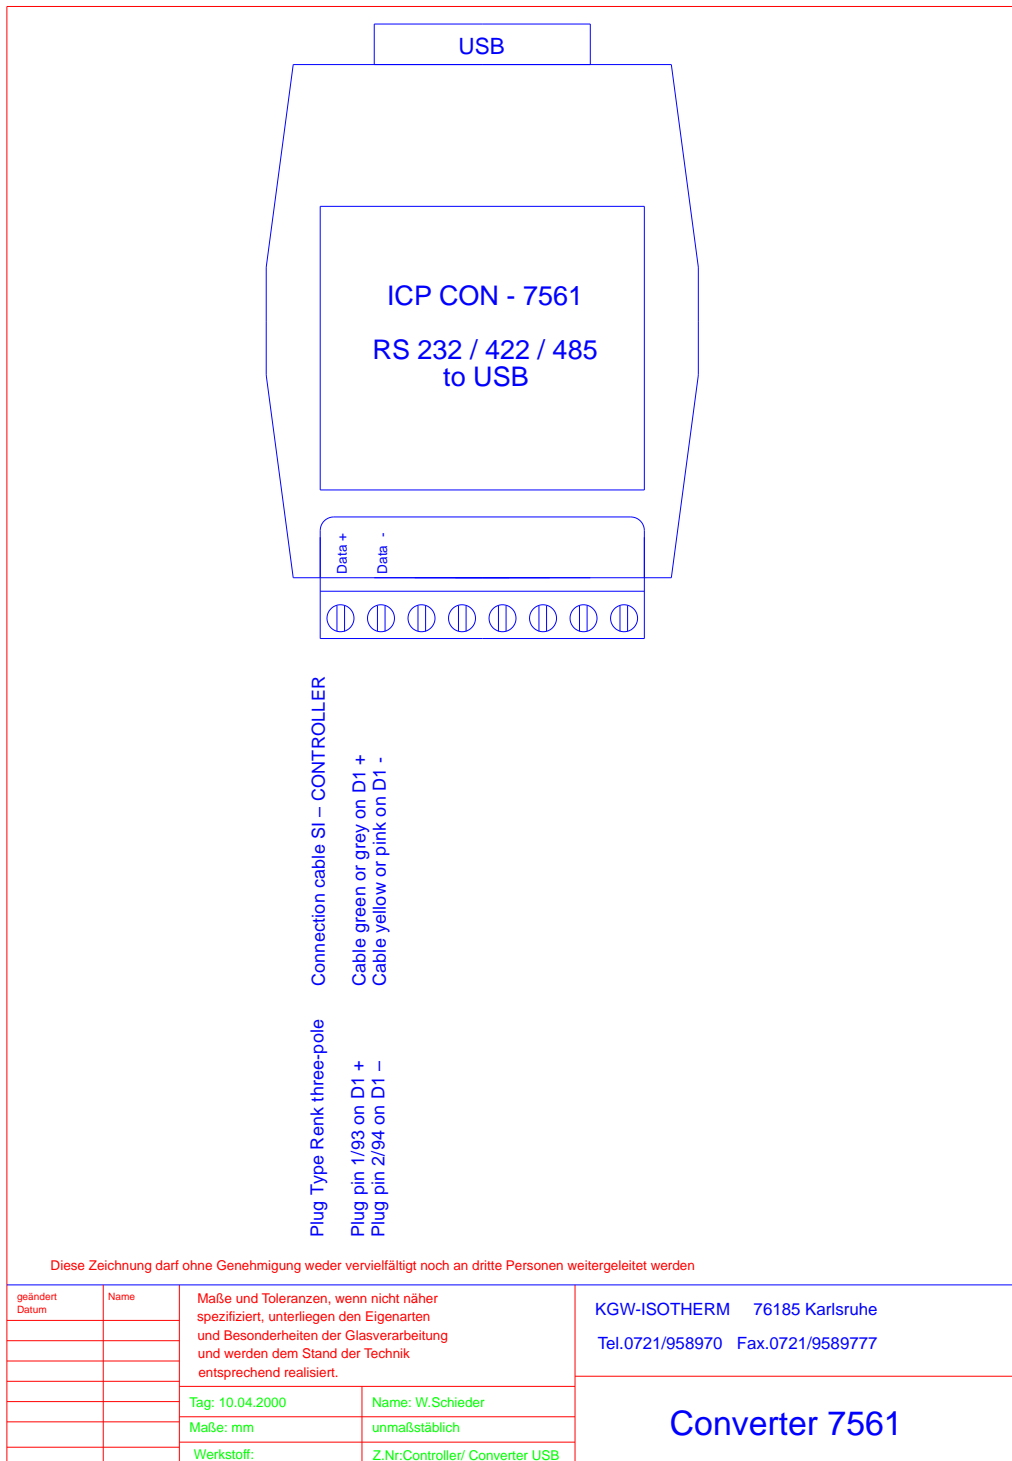 USB
ICP CON - 7561
RS 232 / 422 / 485
to USB
Data +
Data -
Connection cable SI – CONTROLLER
Cable green or grey on D1 +
Cable yellow or pink on D1 -
Plug Type Renk three-pole
Plug pin 1/93 on D1 +
Plug pin 2/94 on D1 –
Diese Zeichnung darf ohne Genehmigung weder vervielfältigt noch an dritte Personen weitergeleitet werden
geändert
Datum
Name
Maße und Toleranzen, wenn nicht näher
spezifiziert, unterliegen den Eigenarten
und Besonderheiten der Glasverarbeitung
und werden dem Stand der Technik
entsprechend realisiert.
KGW-ISOTHERM 76185 Karlsruhe
Tel.0721/958970 Fax.0721/9589777
Tag: 10.04.2000
Name: W.Schieder
Maße: mm
unmaßstäblich
Werkstoff:
Z.Nr:Controller/ Converter USB
Converter 7561